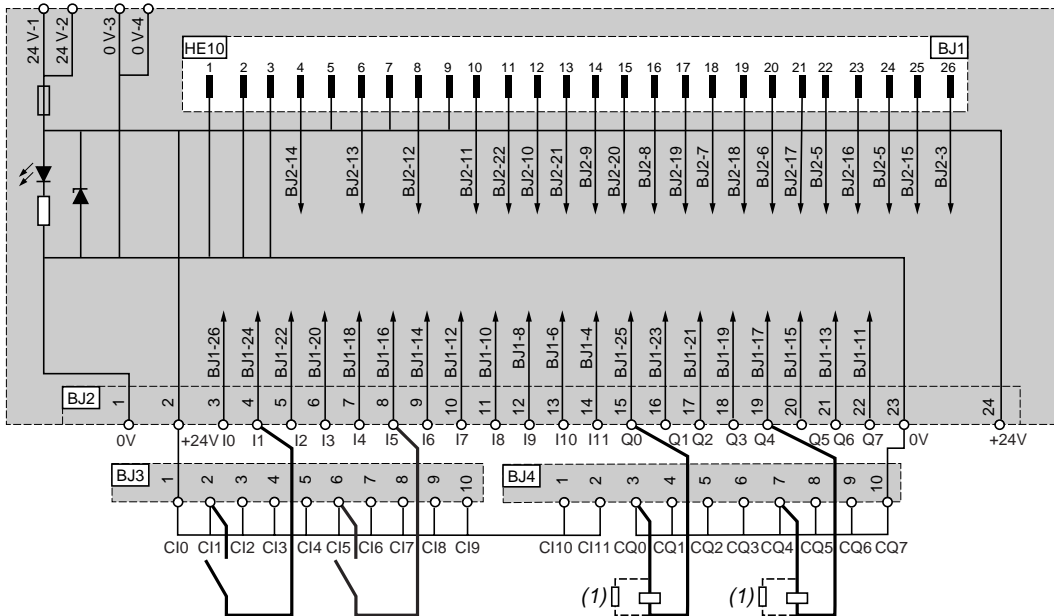 24 V-1 24 V-2 0 V-3 0 V-4
HE10 BJ1
1 2 3 4 5 6 7 8 9 10 11 12 13 14 15 16 17 18 19 20 21 22 23 24 25 26
BJ2-14 BJ2-13 BJ2-12 BJ2-11 BJ2-22 BJ2-10 BJ2-21 BJ2-9 BJ2-20 BJ2-8 BJ2-19 BJ2-7 BJ2-18 BJ2-6 BJ2-17 BJ2-5 BJ2-16 BJ2-5 BJ2-15 BJ2-3
BJ1-26 BJ1-24 BJ1-22 BJ1-20 BJ1-18 BJ1-16 BJ1-14 BJ1-12 BJ1-10 BJ1-8 BJ1-6 BJ1-4 BJ1-25 BJ1-23 BJ1-21 BJ1-19 BJ1-17 BJ1-15 BJ1-13 BJ1-11
BJ2 1 2 3 4 5 6 7 8 9 10 11 12 13 14 15 16 17 18 19 20 21 22 23 24
0V +24V I0 I1 I2 I3 I4 I5 I6 I7 I8 I9 I10 I11 Q0 Q1 Q2 Q3 Q4 Q5 Q6 Q7 0V +24V
BJ3 1 2 3 4 5 6 7 8 9 10 BJ4 1 2 3 4 5 6 7 8 9 10
CI0 CI1 CI2 CI3 CI4 CI5 CI6 CI7 CI8 CI9 CI10 CI11 CQ0 CQ1 CQ2 CQ3 CQ4 CQ5 CQ6 CQ7
(1) (1)